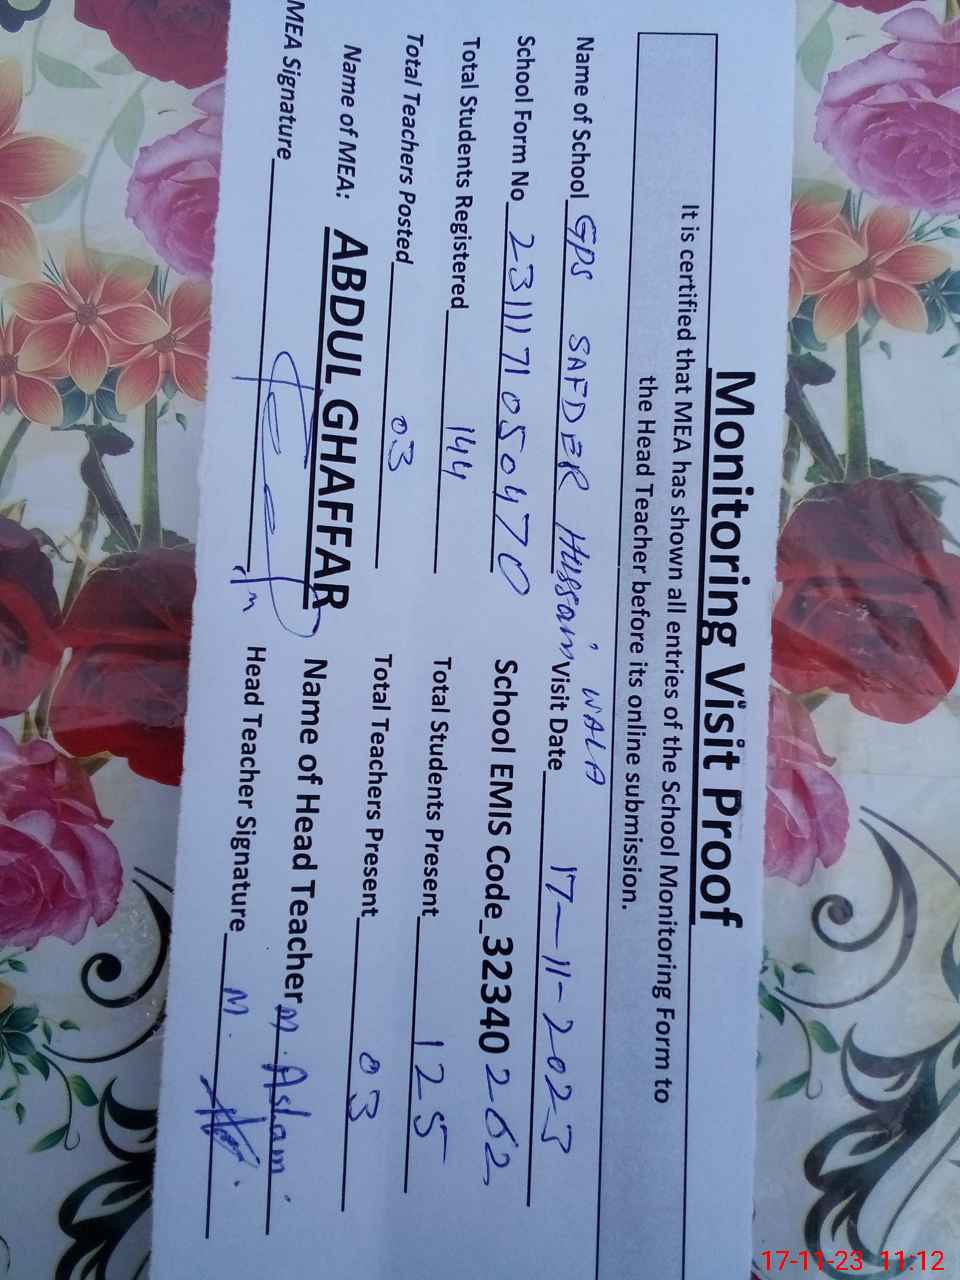 Monitoring Visit Proof
It is certified that MEA has shown all entries of the School Monitoring Form to
the Head Teacher before its online submission.
Name of School GPS SAFDER Hussain WALA Visit Date 17-11-2023
School Form No 2311171050470 School EMIS Code_32340262
Total Students Registered 144 Total Students Present 125
Total Teachers Posted 03 Total Teachers Present 03
Name of MEA: ABDUL GHAFFAR Name of Head Teacher M. Aslam
MEA Signature Head Teacher Signature M.
17-11-23 11:12